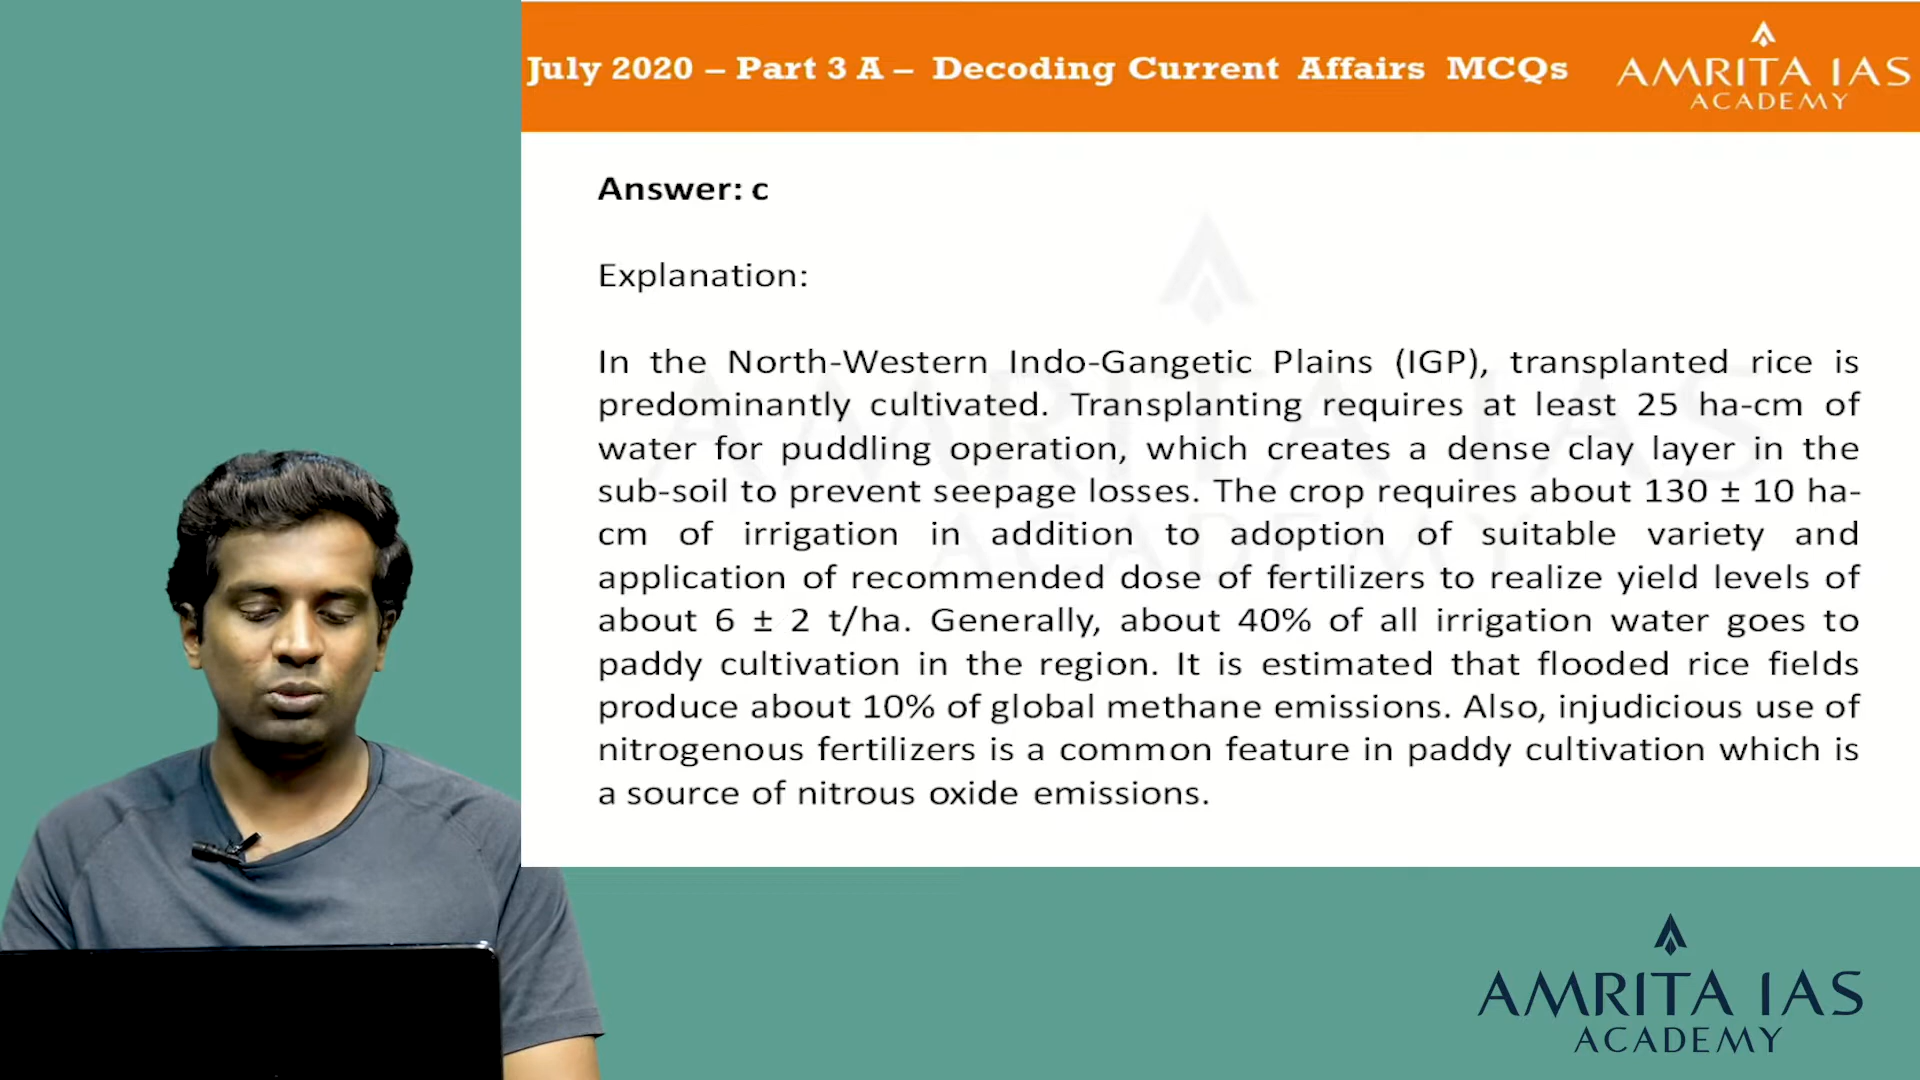 July 2020 – Part 3 A – Decoding Current Affairs MCQs
AMRITA IAS
ACADEMY
Answer: c
Explanation:
In the North-Western Indo-Gangetic Plains (IGP), transplanted rice is
predominantly cultivated. Transplanting requires at least 25 ha-cm of
water for puddling operation, which creates a dense clay layer in the
sub-soil to prevent seepage losses. The crop requires about 130 ± 10 ha-
cm of irrigation in addition to adoption of suitable variety and
application of recommended dose of fertilizers to realize yield levels of
about 6 ± 2 t/ha. Generally, about 40% of all irrigation water goes to
paddy cultivation in the region. It is estimated that flooded rice fields
produce about 10% of global methane emissions. Also, injudicious use of
nitrogenous fertilizers is a common feature in paddy cultivation which is
a source of nitrous oxide emissions.
AMRITA IAS
ACADEMY
AMRITA IAS
ACADEMY